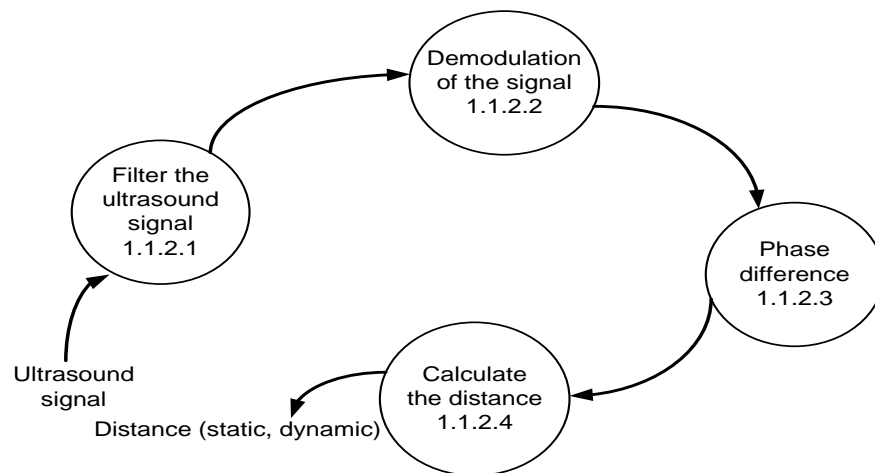 Demodulation
of the signal
1.1.2.2
Filter the
ultrasound
signal
1.1.2.1
Phase
difference
1.1.2.3
Ultrasound
signal
Calculate
the distance
1.1.2.4
Distance (static, dynamic)